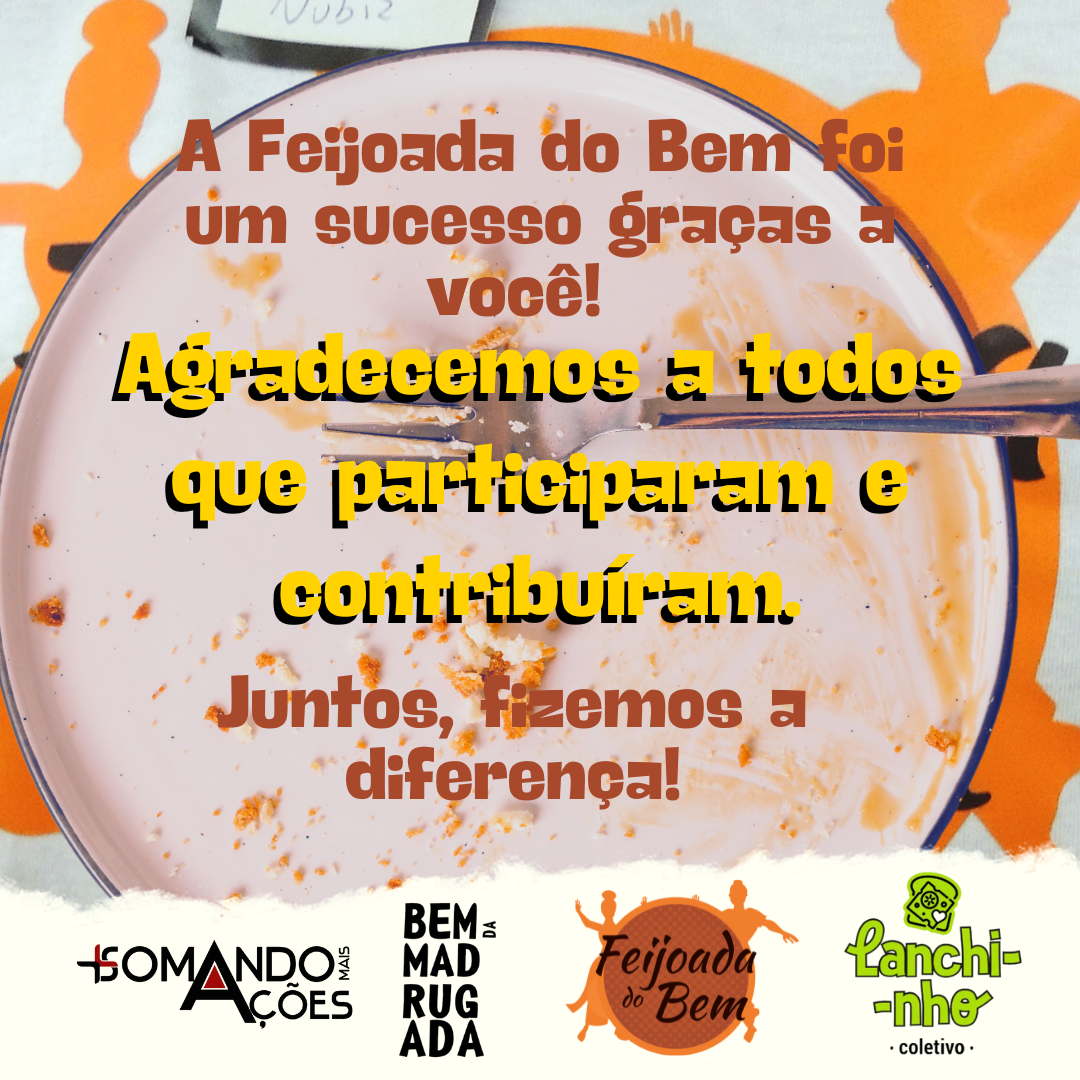 Nubiz
A Feijoada do Bem foi
um sucesso graças a
você!
Agradecemos a todos
que participaram e
contribuíram.
Juntos, fizemos a
diferença!
+SOMANDO
MAIS
AÇÕES
BEM
DA
MAD
RUG
ADA
Feijoada
do Bem
Lanchi-
-nho
· coletivo ·